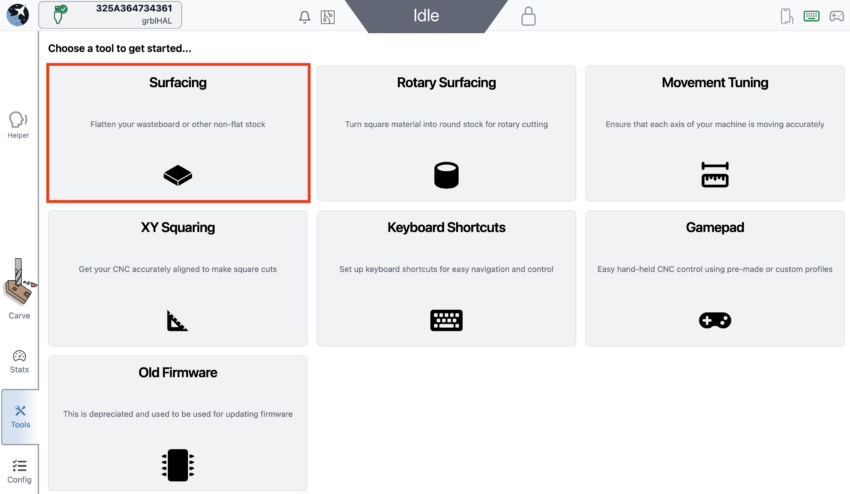 325A364734361
grblHAL
Idle
Choose a tool to get started...
Surfacing
Flatten your wasteboard or other non-flat stock
Rotary Surfacing
Turn square material into round stock for rotary cutting
Movement Tuning
Ensure that each axis of your machine is moving accurately
XY Squaring
Get your CNC accurately aligned to make square cuts
Keyboard Shortcuts
Set up keyboard shortcuts for easy navigation and control
Gamepad
Easy hand-held CNC control using pre-made or custom profiles
Old Firmware
This is depreciated and used to be used for updating firmware
Helper
Carve
Stats
Tools
Config